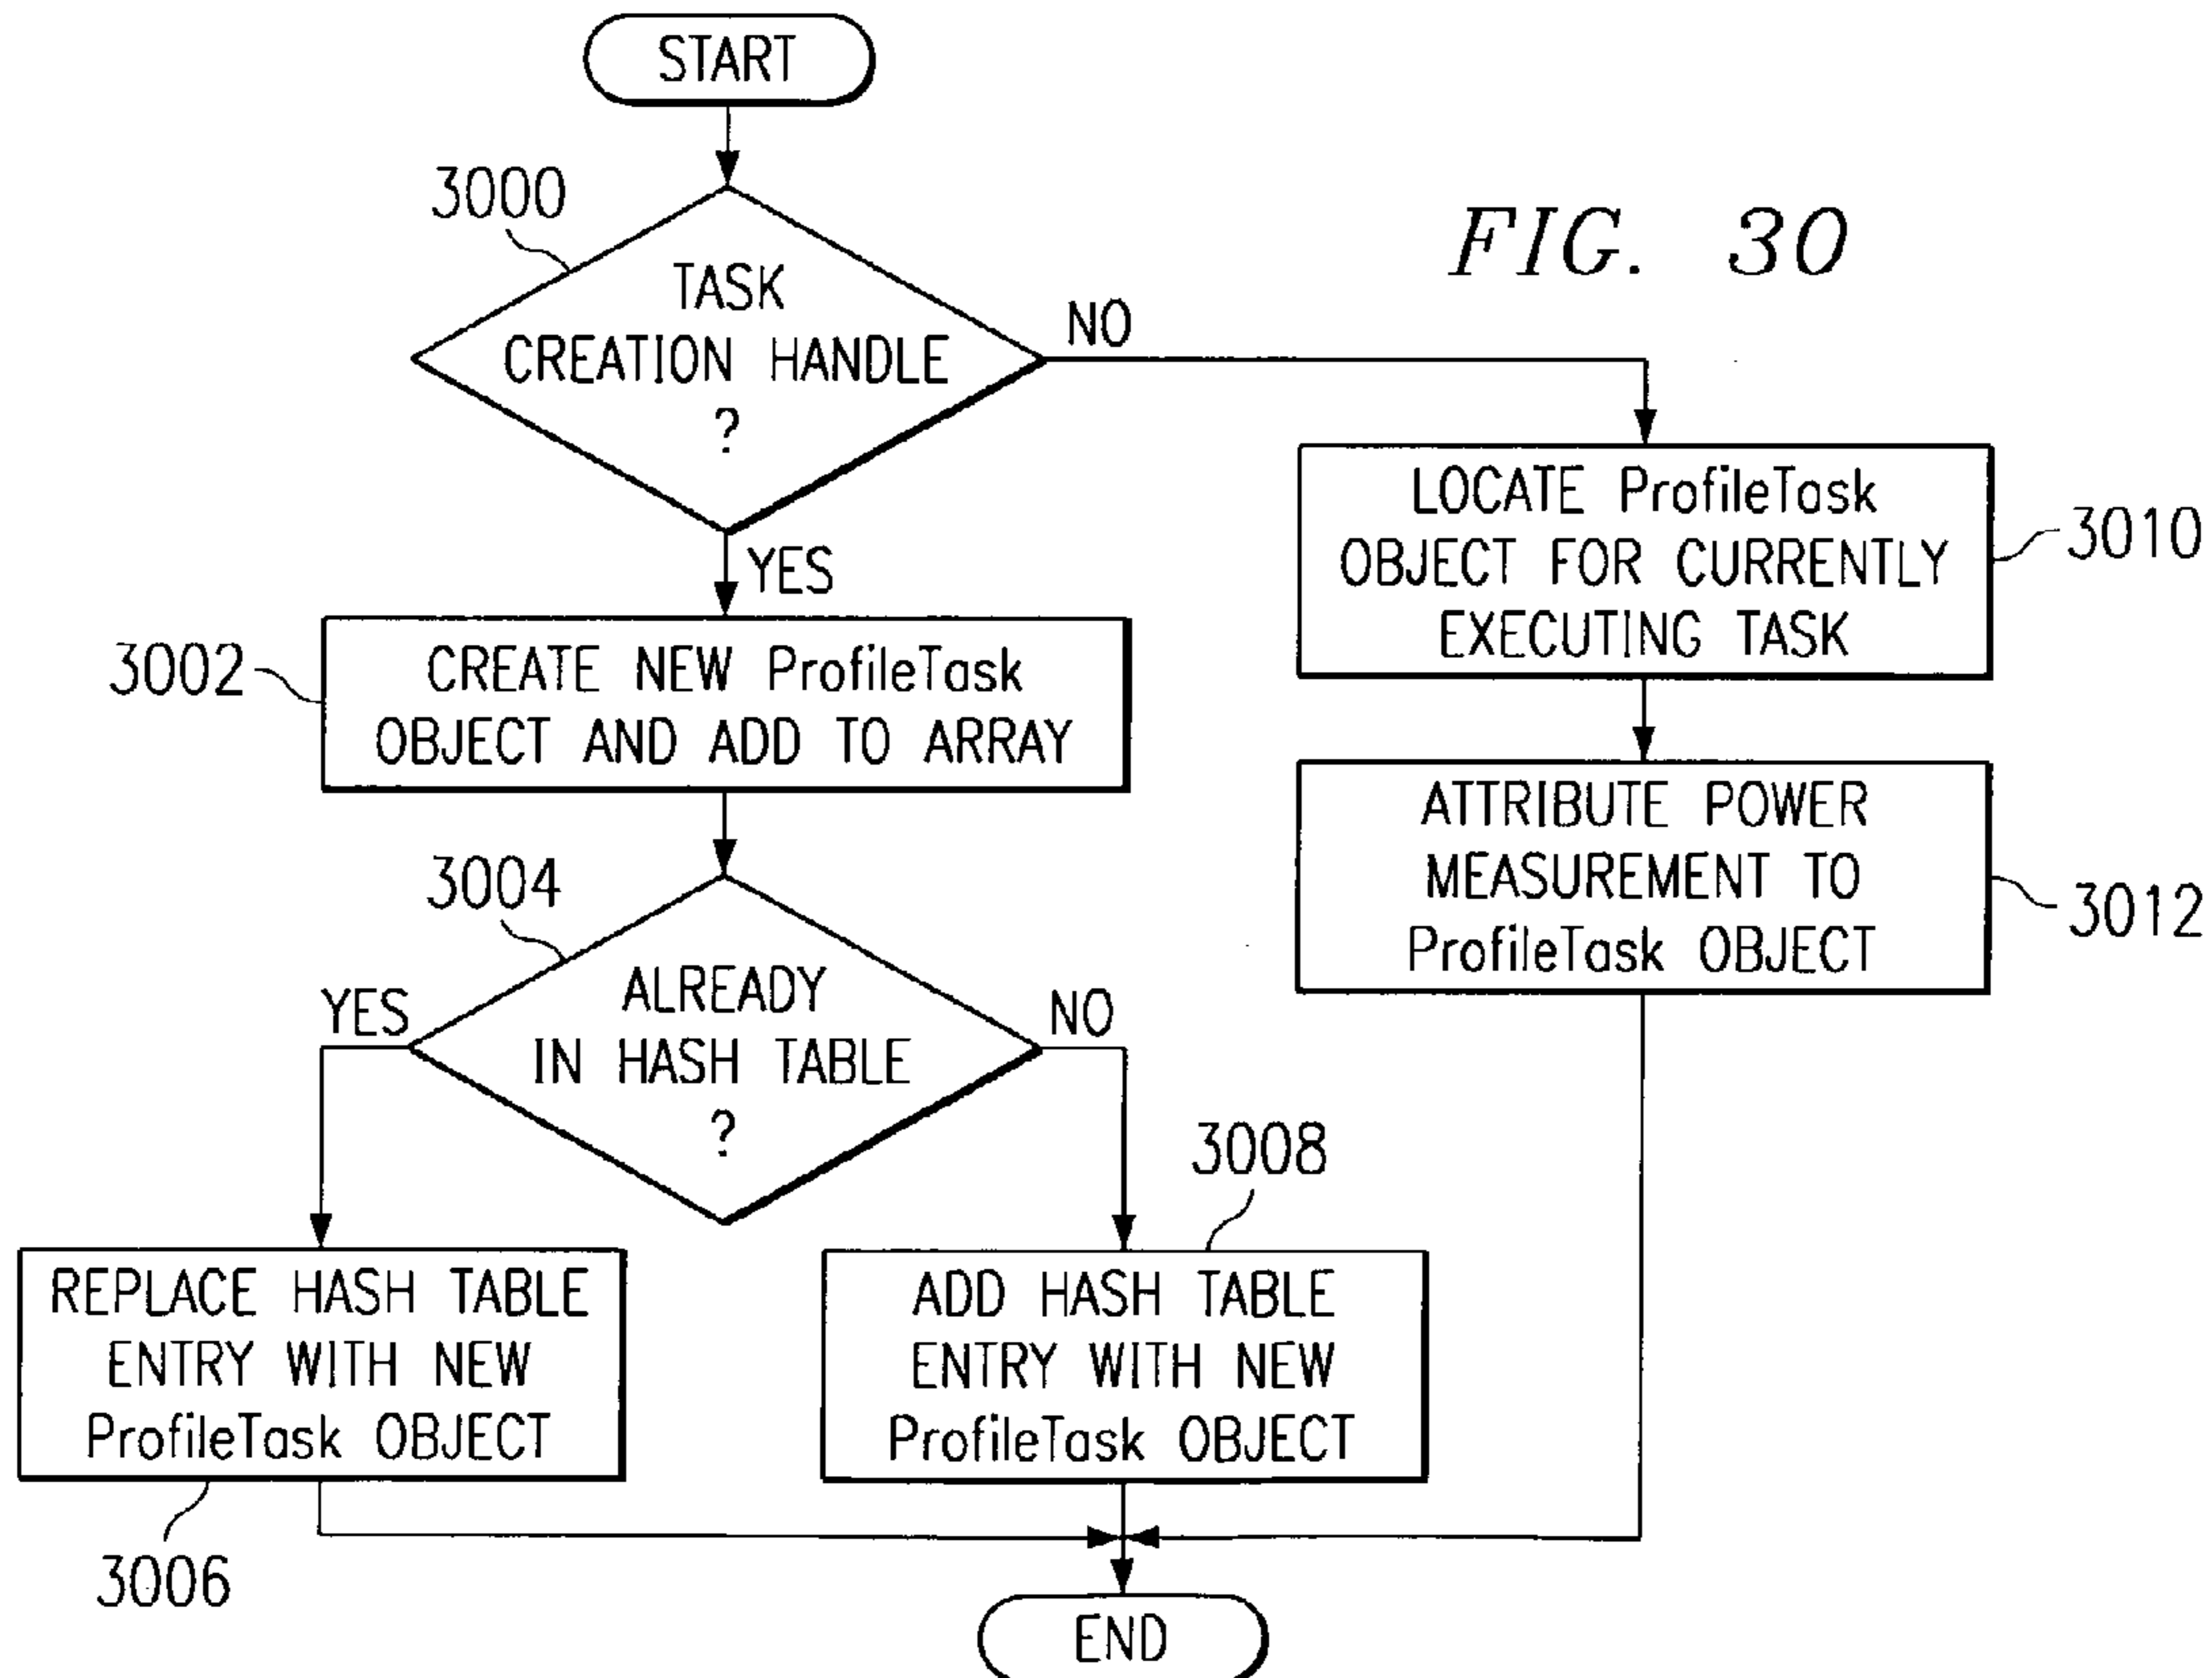 START
3000
FIG. 30
TASK
CREATION HANDLE
?
NO
YES
LOCATE ProfileTask
OBJECT FOR CURRENTLY
EXECUTING TASK
3010
3002
CREATE NEW ProfileTask
OBJECT AND ADD TO ARRAY
ATTRIBUTE POWER
MEASUREMENT TO
ProfileTask OBJECT
3012
3004
ALREADY
IN HASH TABLE
?
YES
NO
3008
REPLACE HASH TABLE
ENTRY WITH NEW
ProfileTask OBJECT
3006
ADD HASH TABLE
ENTRY WITH NEW
ProfileTask OBJECT
END